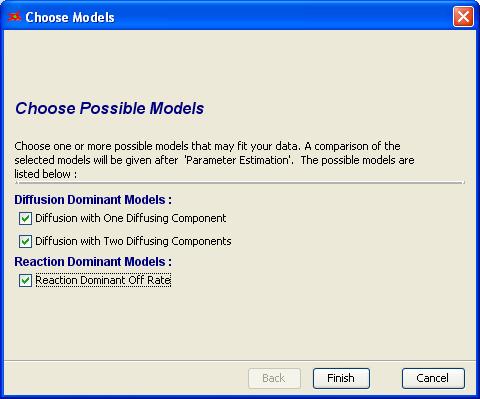 Choose Models
Choose Possible Models
Choose one or more possible models that may fit your data. A comparison of the
selected models will be given after 'Parameter Estimation'. The possible models are
listed below :
Diffusion Dominant Models :
Diffusion with One Diffusing Component
Diffusion with Two Diffusing Components
Reaction Dominant Models :
Reaction Dominant Off Rate
Back Finish Cancel